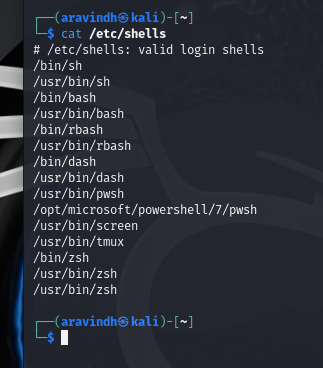 ┌──(aravindh㉿kali)-[~]
└─$ cat /etc/shells
# /etc/shells: valid login shells
/bin/sh
/usr/bin/sh
/bin/bash
/usr/bin/bash
/bin/rbash
/usr/bin/rbash
/bin/dash
/usr/bin/dash
/usr/bin/pwsh
/opt/microsoft/powershell/7/pwsh
/usr/bin/screen
/usr/bin/tmux
/bin/zsh
/usr/bin/zsh
/usr/bin/zsh
┌──(aravindh㉿kali)-[~]
└─$